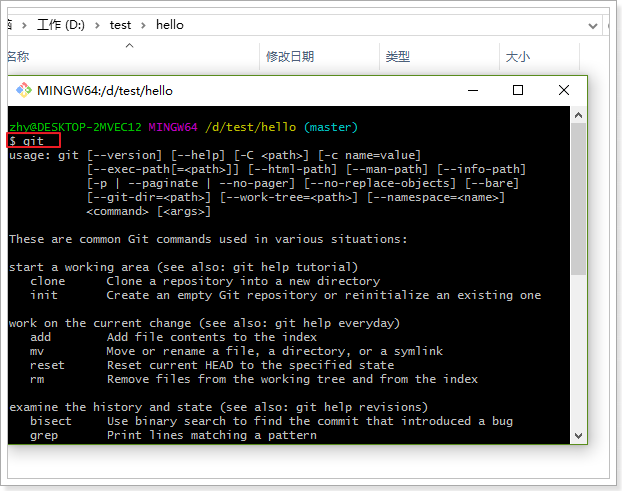 工作 (D:) > test > hello
名称 修改日期 类型 大小
MINGW64:/d/test/hello
zhy@DESKTOP-2MVEC12 MINGW64 /d/test/hello (master)
$ git
usage: git [--version] [--help] [-C <path>] [-c name=value]
[--exec-path[=<path>]] [--html-path] [--man-path] [--info-path]
[-p | --paginate | --no-pager] [--no-replace-objects] [--bare]
[--git-dir=<path>] [--work-tree=<path>] [--namespace=<name>]
<command> [<args>]
These are common Git commands used in various situations:
start a working area (see also: git help tutorial)
clone Clone a repository into a new directory
init Create an empty Git repository or reinitialize an existing one
work on the current change (see also: git help everyday)
add Add file contents to the index
mv Move or rename a file, a directory, or a symlink
reset Reset current HEAD to the specified state
rm Remove files from the working tree and from the index
examine the history and state (see also: git help revisions)
bisect Use binary search to find the commit that introduced a bug
grep Print lines matching a pattern